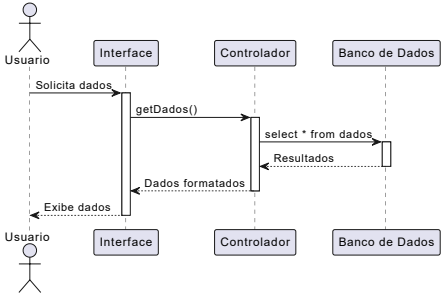 Usuario
Interface
Controlador
Banco de Dados
Solicita dados
getDados()
select * from dados
Resultados
Dados formatados
Exibe dados
Usuario
Interface
Controlador
Banco de Dados